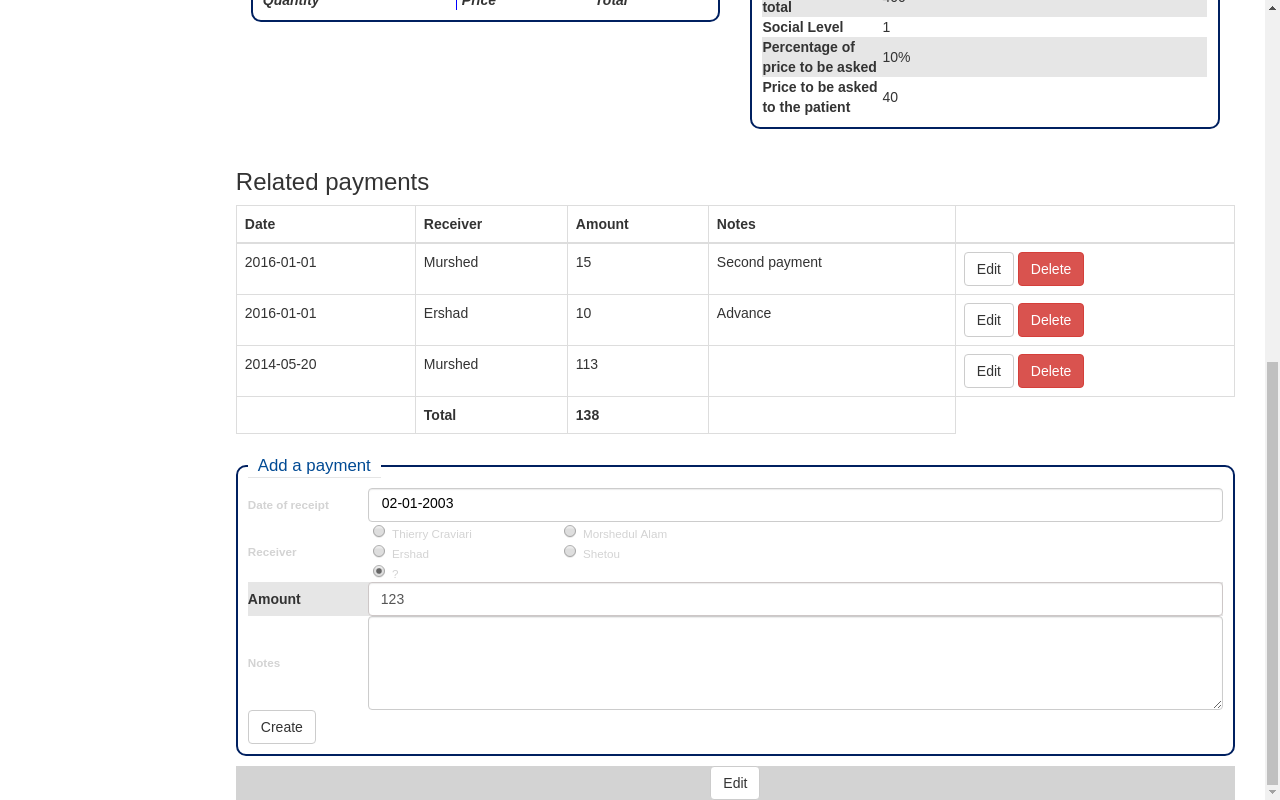 Quantity Price Total
total
Social Level 1
Percentage of
price to be asked 10%
Price to be asked
to the patient 40
Related payments
Date Receiver Amount Notes
2016-01-01 Murshed 15 Second payment Edit Delete
2016-01-01 Ershad 10 Advance Edit Delete
2014-05-20 Murshed 113 Edit Delete
Total 138
Add a payment
Date of receipt 02-01-2003
Thierry Craviari Morshedul Alam
Receiver Ershad Shetou
?
Amount 123
Notes
Create
Edit